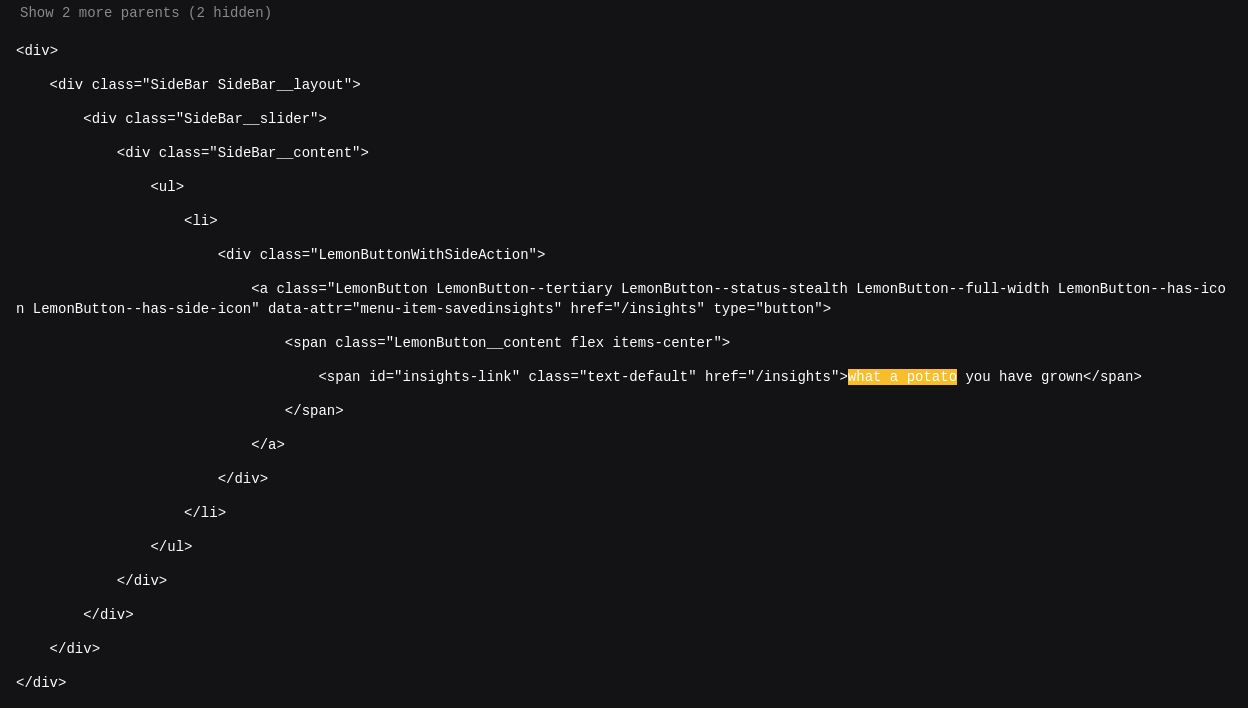 Show 2 more parents (2 hidden)
<div>
<div class="SideBar SideBar__layout">
<div class="SideBar__slider">
<div class="SideBar__content">
<ul>
<li>
<div class="LemonButtonWithSideAction">
<a class="LemonButton LemonButton--tertiary LemonButton--status-stealth LemonButton--full-width LemonButton--has-ico
n LemonButton--has-side-icon" data-attr="menu-item-savedinsights" href="/insights" type="button">
<span class="LemonButton__content flex items-center">
<span id="insights-link" class="text-default" href="/insights">what a potato you have grown</span>
</span>
</a>
</div>
</li>
</ul>
</div>
</div>
</div>
</div>